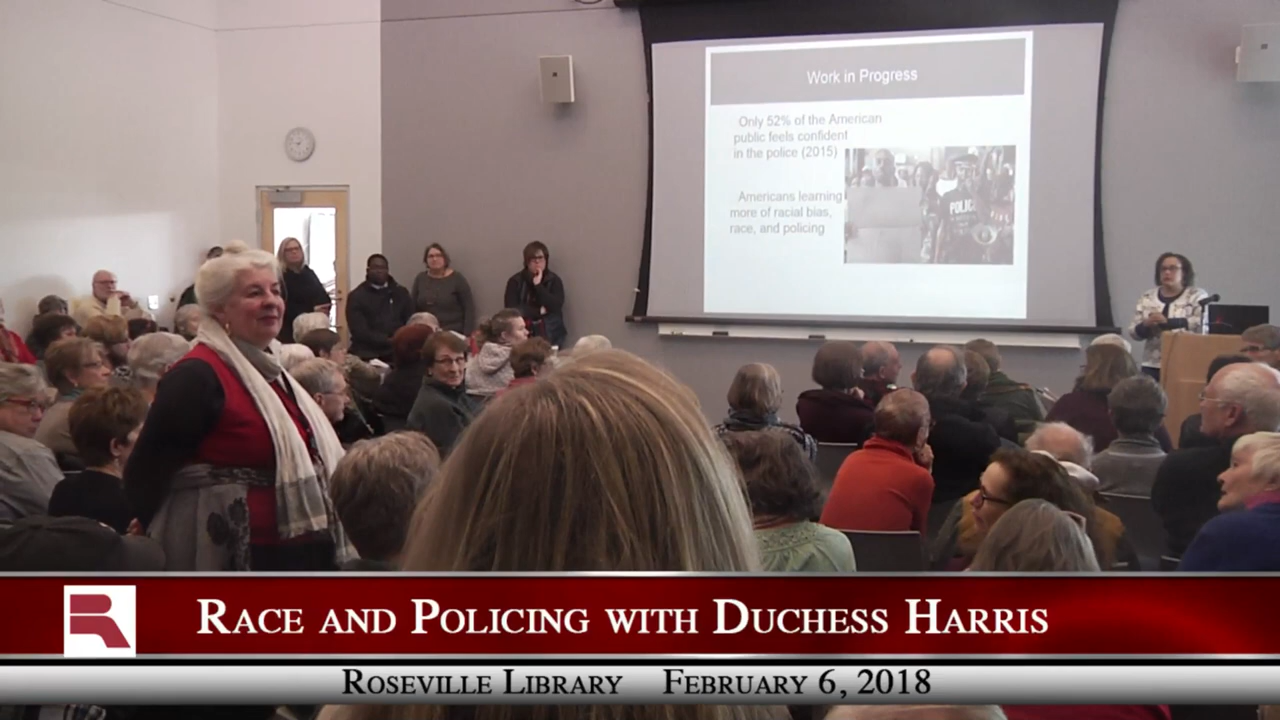 Work in Progress
Only 52% of the American
public feels confident
in the police (2015)
Americans learning
more of racial bias,
race, and policing
POLICE
RACE AND POLICING WITH DUCHESS HARRIS
ROSEVILLE LIBRARY FEBRUARY 6, 2018